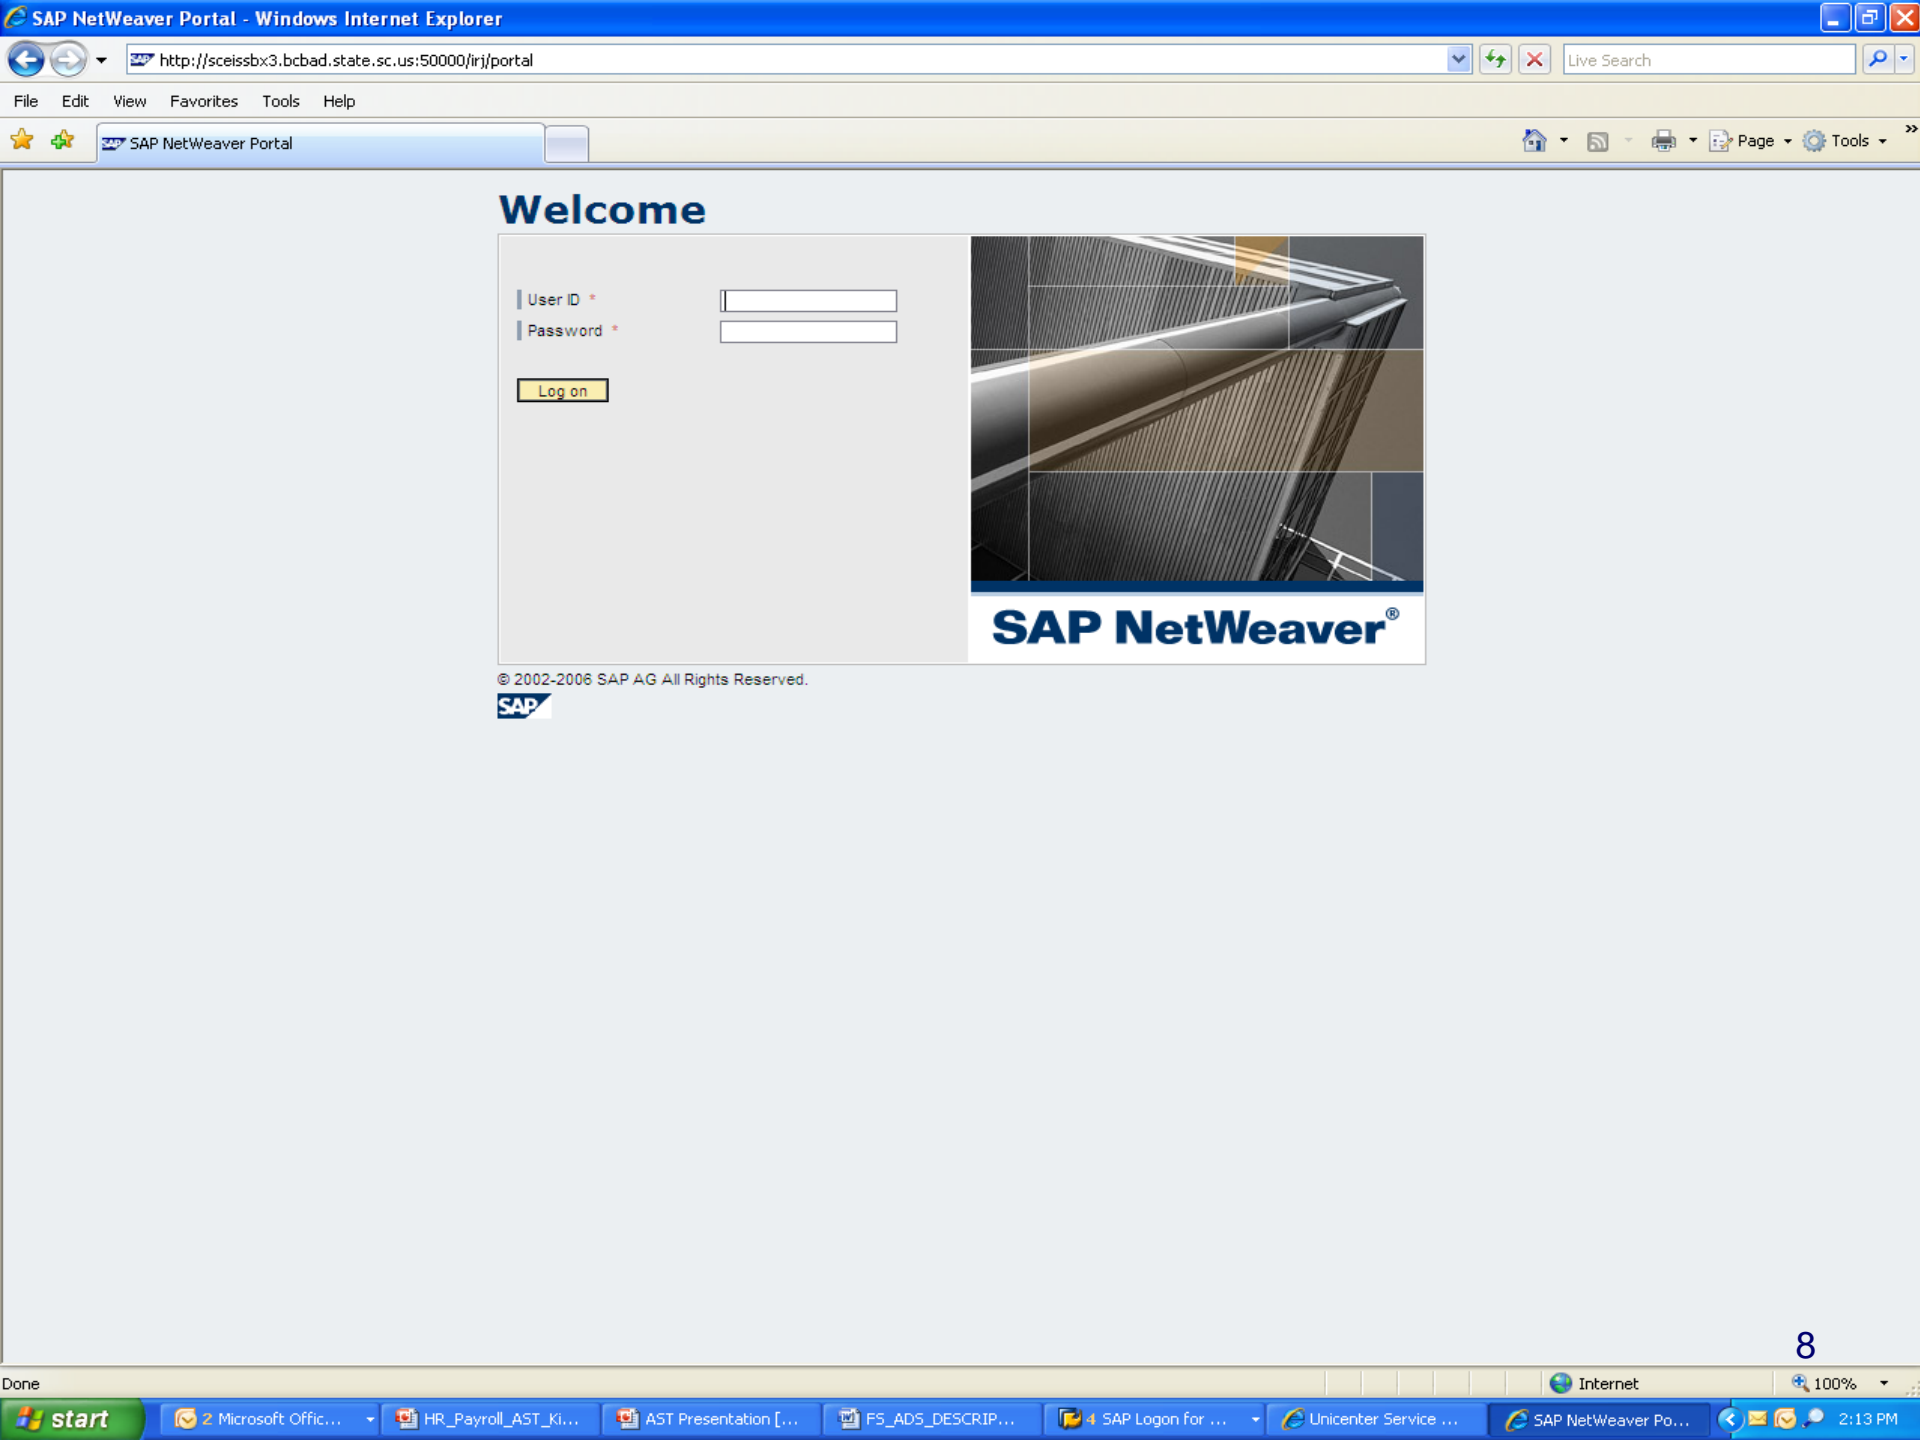 SAP NetWeaver Portal - Windows Internet Explorer
http://sceissbx3.bcbad.state.sc.us:50000/irj/portal
Live Search
File Edit View Favorites Tools Help
SAP NetWeaver Portal
Page Tools »
Welcome
User ID *
Password *
Log on
SAP NetWeaver®
© 2002-2006 SAP AG All Rights Reserved.
SAP
8
Done
Internet
100%
start
2 Microsoft Offic...
HR_Payroll_AST_Ki...
AST Presentation [...
FS_ADS_DESCRIP...
4 SAP Logon for ...
Unicenter Service ...
SAP NetWeaver Po...
2:13 PM